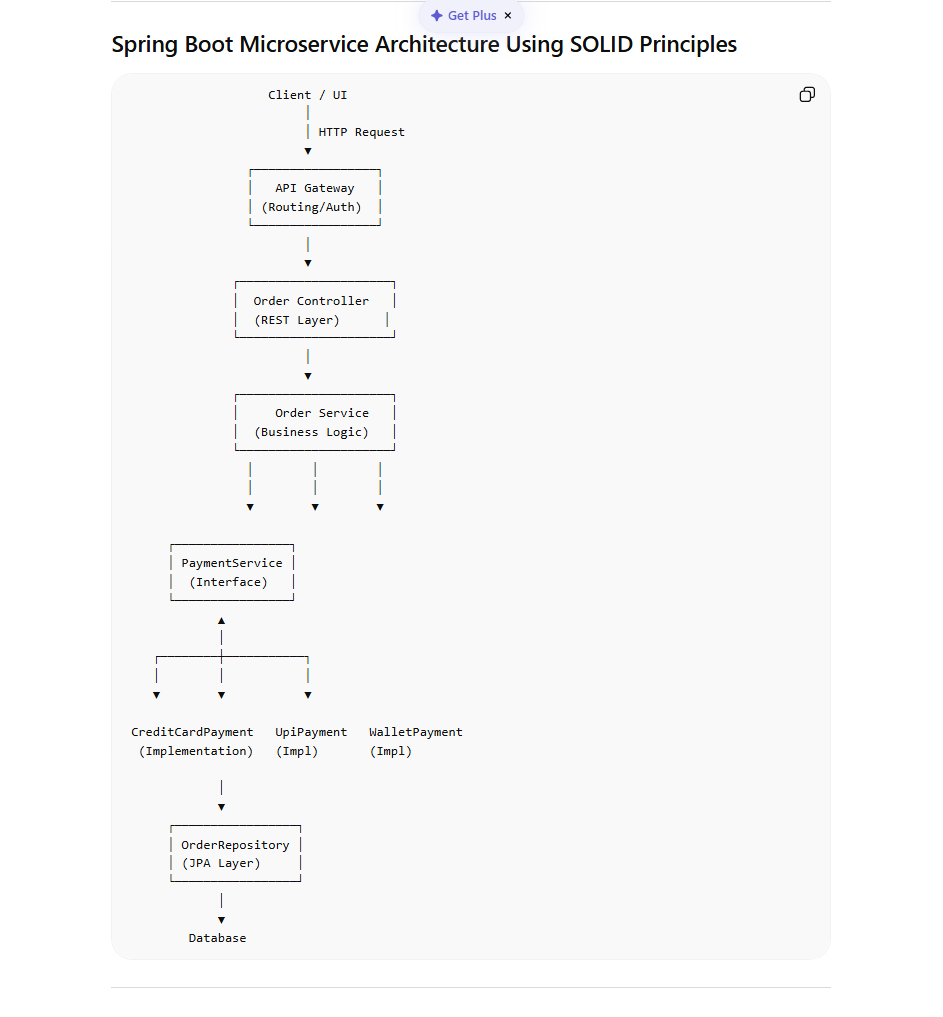 Get Plus ×
Spring Boot Microservice Architecture Using SOLID Principles
Client / UI
HTTP Request
API Gateway
(Routing/Auth)
Order Controller
(REST Layer)
Order Service
(Business Logic)
PaymentService
(Interface)
CreditCardPayment UpiPayment WalletPayment
(Implementation) (Impl) (Impl)
OrderRepository
(JPA Layer)
Database